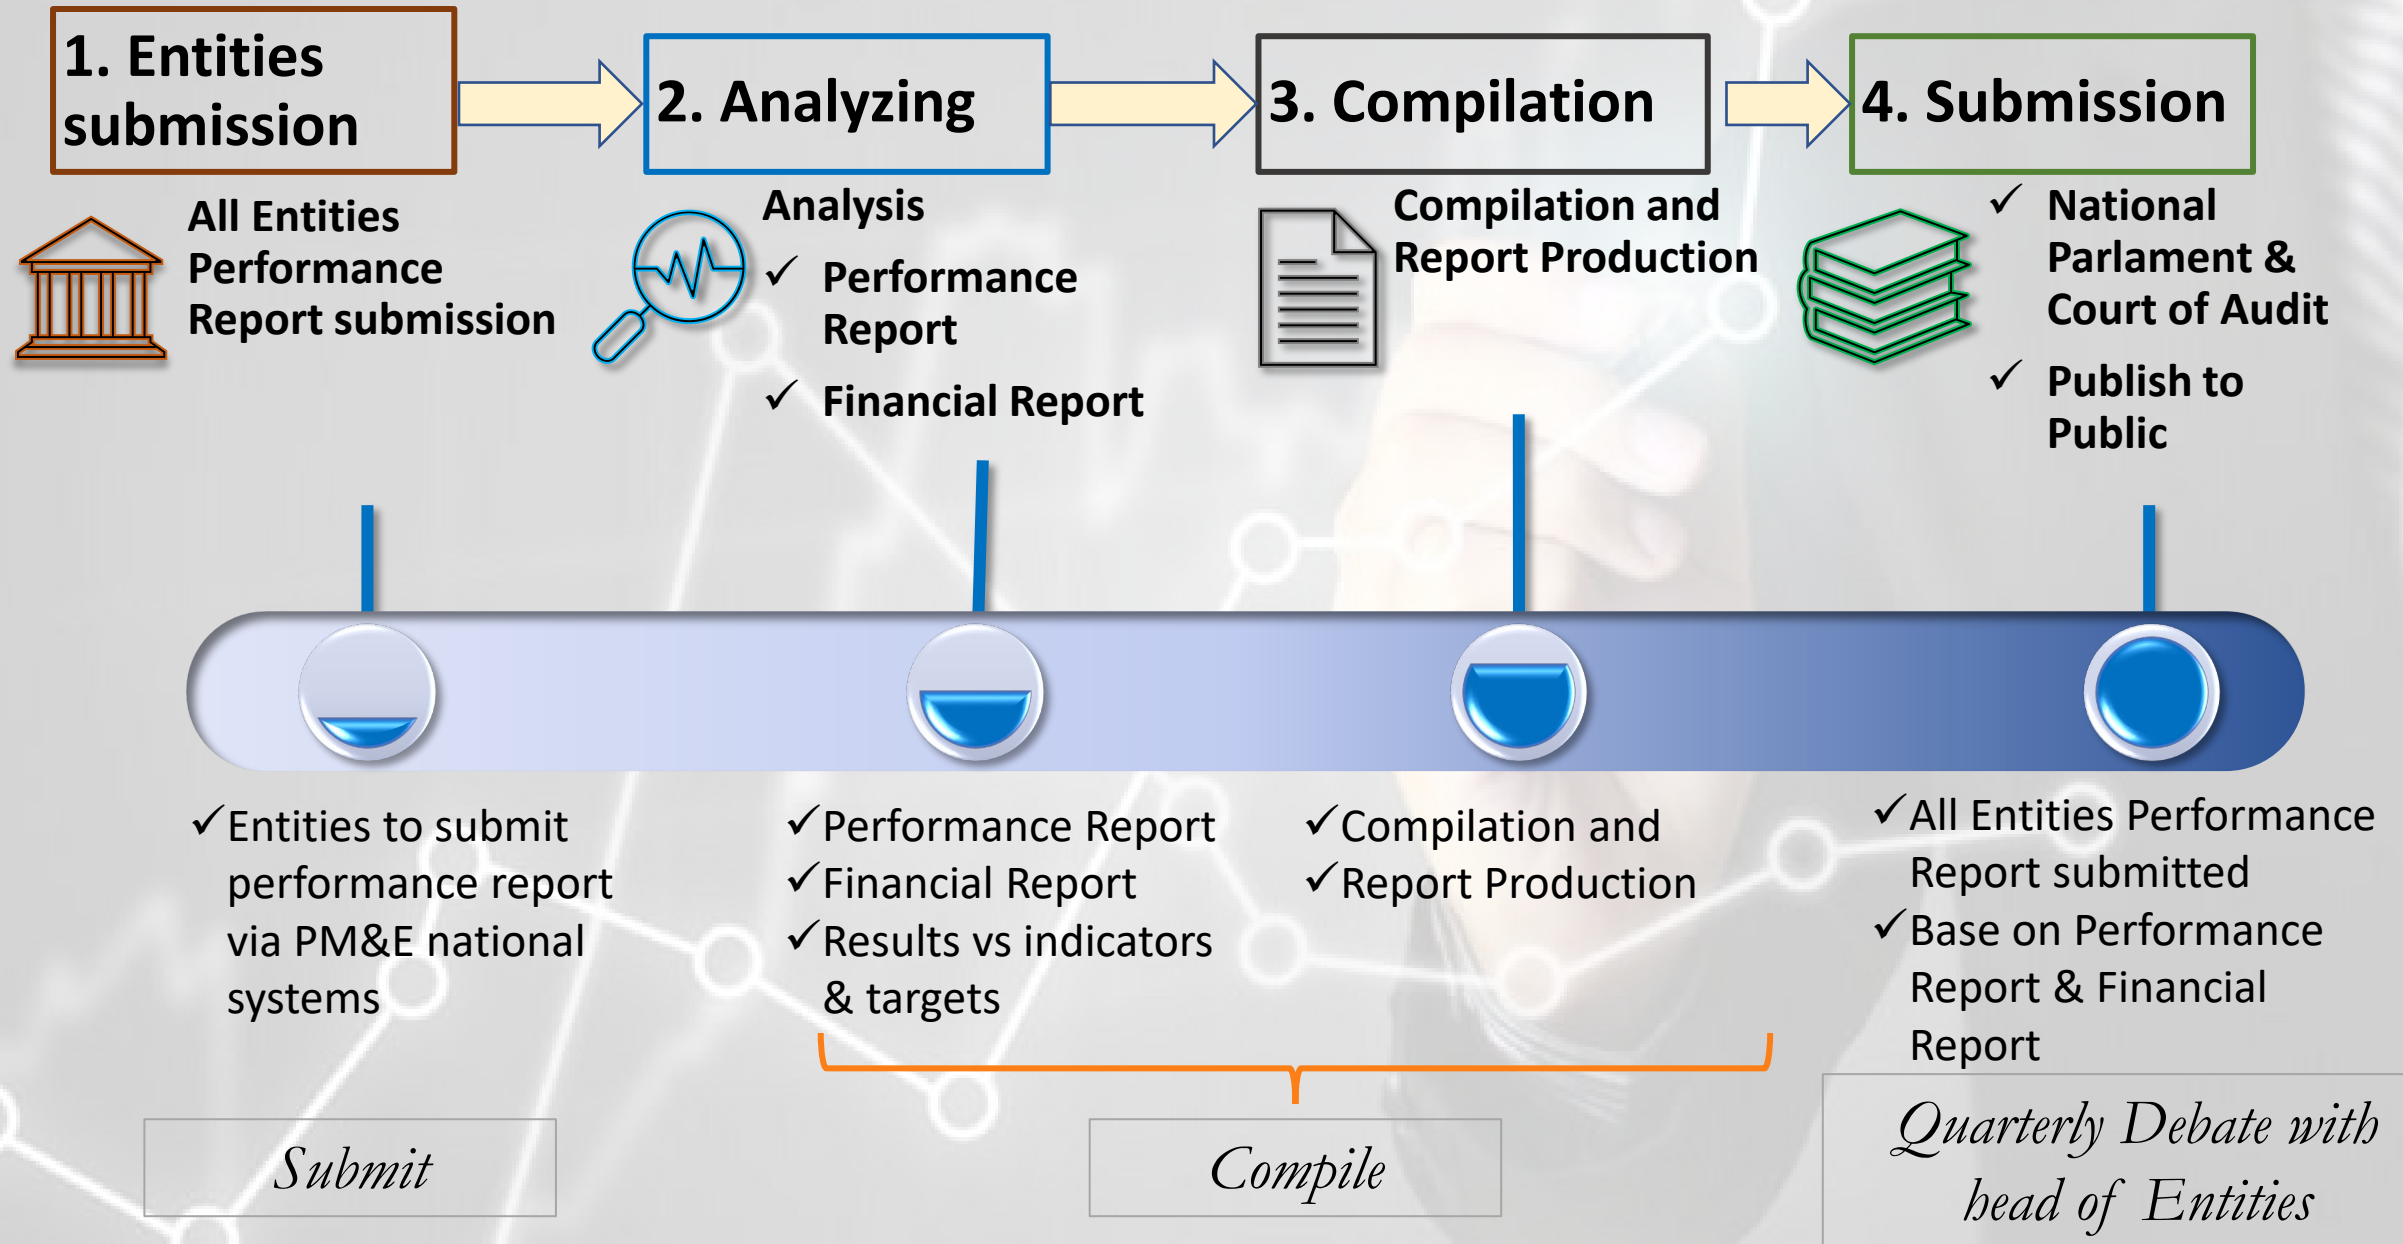 1. Entities
submission
2. Analyzing
3. Compilation
4. Submission
All Entities
Performance
Report submission
Analysis
✓ Performance
Report
✓ Financial Report
Compilation and
Report Production
✓ National
Parlament &
Court of Audit
✓ Publish to
Public
✓Entities to submit
performance report
via PM&E national
systems
✓Performance Report
✓Financial Report
✓Results vs indicators
& targets
✓Compilation and
✓Report Production
✓All Entities Performance
Report submitted
✓Base on Performance
Report & Financial
Report
Submit
Compile
Quarterly Debate with
head of Entities